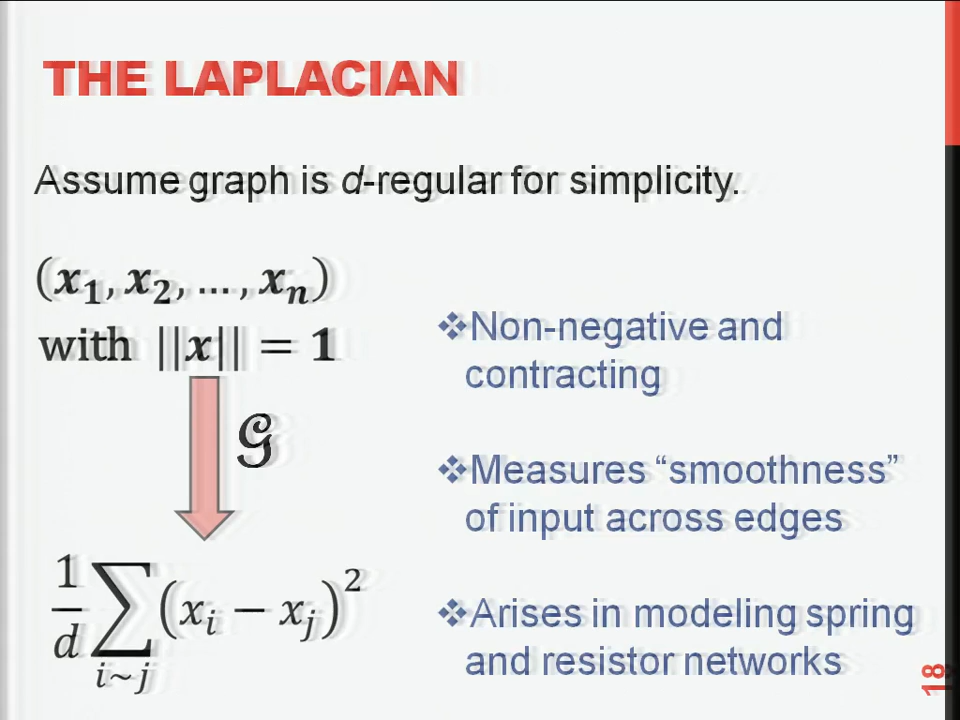 THE LAPLACIAN
Assume graph is d-regular for simplicity.
(x₁, x₂, ..., xₙ)
with ||x|| = 1
𝒢
1/d ∑_{i~j} (xᵢ − xⱼ)²
❖Non-negative and
contracting
❖Measures “smoothness”
of input across edges
❖Arises in modeling spring
and resistor networks
18